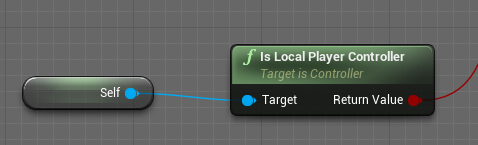 f Is Local Player Controller
Target is Controller
Self
Target Return Value